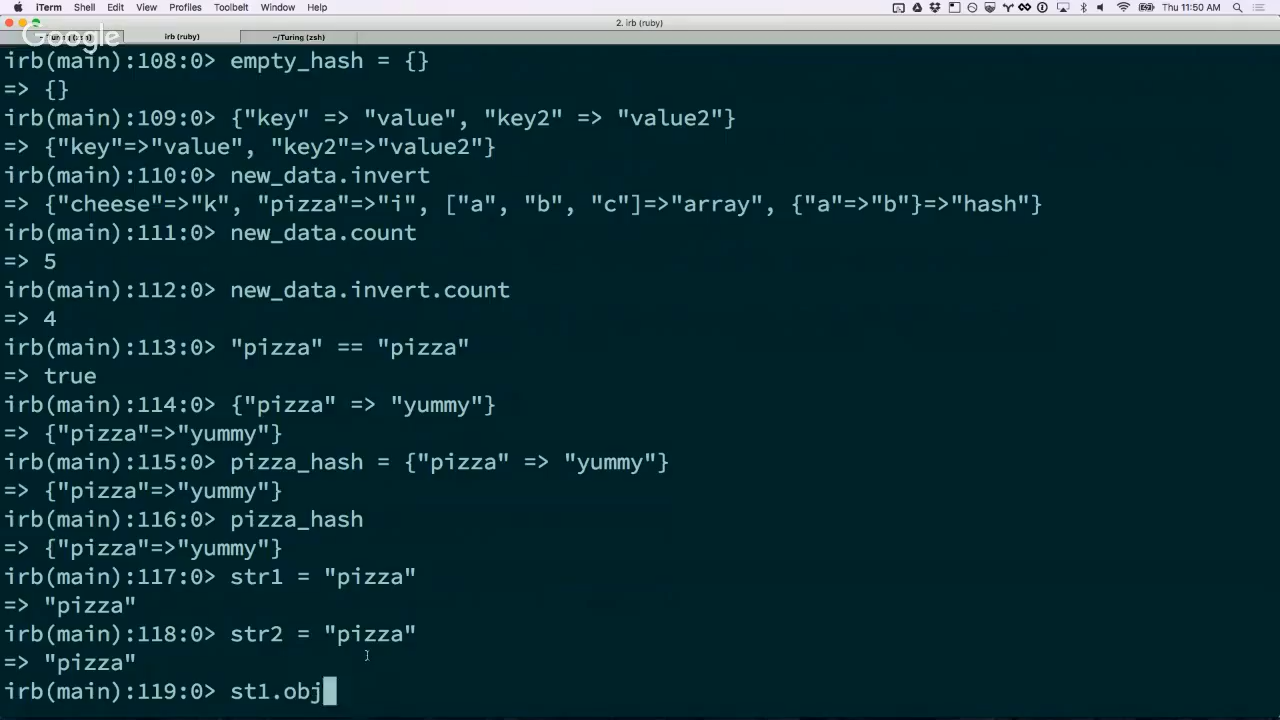 iTerm Shell Edit View Profiles Toolbelt Window Help Thu 11:50 AM
2. irb (ruby)
Google
irb (ruby) ~/Turing (zsh)
irb(main):108:0> empty_hash = {}
=> {}
irb(main):109:0> {"key" => "value", "key2" => "value2"}
=> {"key"=>"value", "key2"=>"value2"}
irb(main):110:0> new_data.invert
=> {"cheese"=>"k", "pizza"=>"i", ["a", "b", "c"]=>"array", {"a"=>"b"}=>"hash"}
irb(main):111:0> new_data.count
=> 5
irb(main):112:0> new_data.invert.count
=> 4
irb(main):113:0> "pizza" == "pizza"
=> true
irb(main):114:0> {"pizza" => "yummy"}
=> {"pizza"=>"yummy"}
irb(main):115:0> pizza_hash = {"pizza" => "yummy"}
=> {"pizza"=>"yummy"}
irb(main):116:0> pizza_hash
=> {"pizza"=>"yummy"}
irb(main):117:0> str1 = "pizza"
=> "pizza"
irb(main):118:0> str2 = "pizza"
=> "pizza"
irb(main):119:0> st1.obj